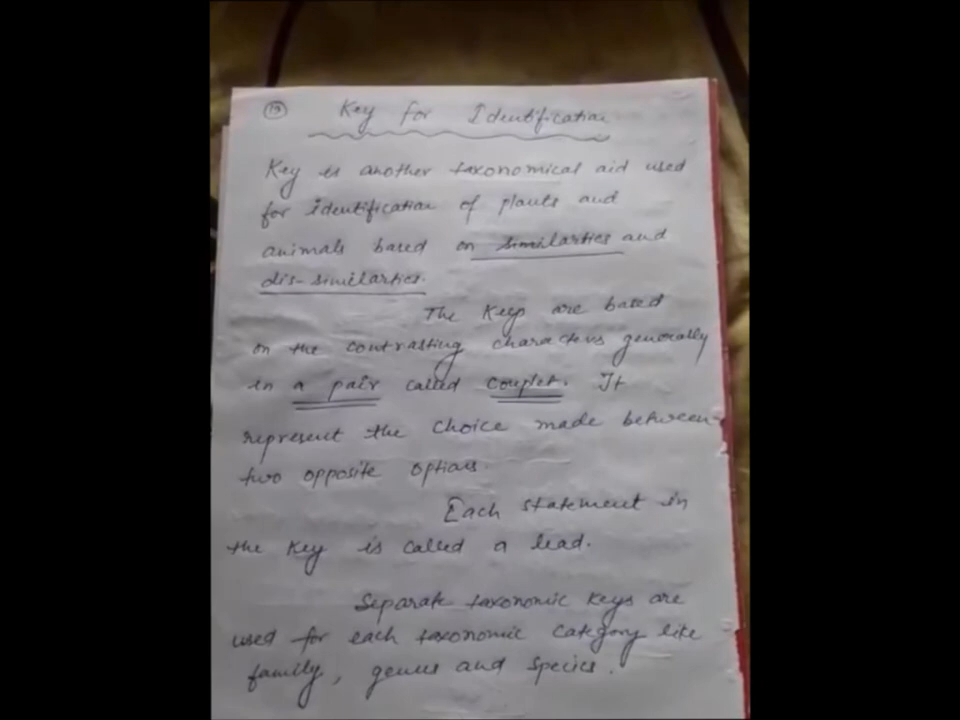 19 Key for Identification
Key is another taxonomical aid used
for identification of plants and
animals based on similarties and
dis-similarties.
The Keys are based
on the contrasting characters generally
in a pair called couplet. It
represent the choice made between
two opposite options.
Each statement in
the Key is called a lead.
Separate taxonomic keys are
used for each taxonomic category like
family, genus and species.